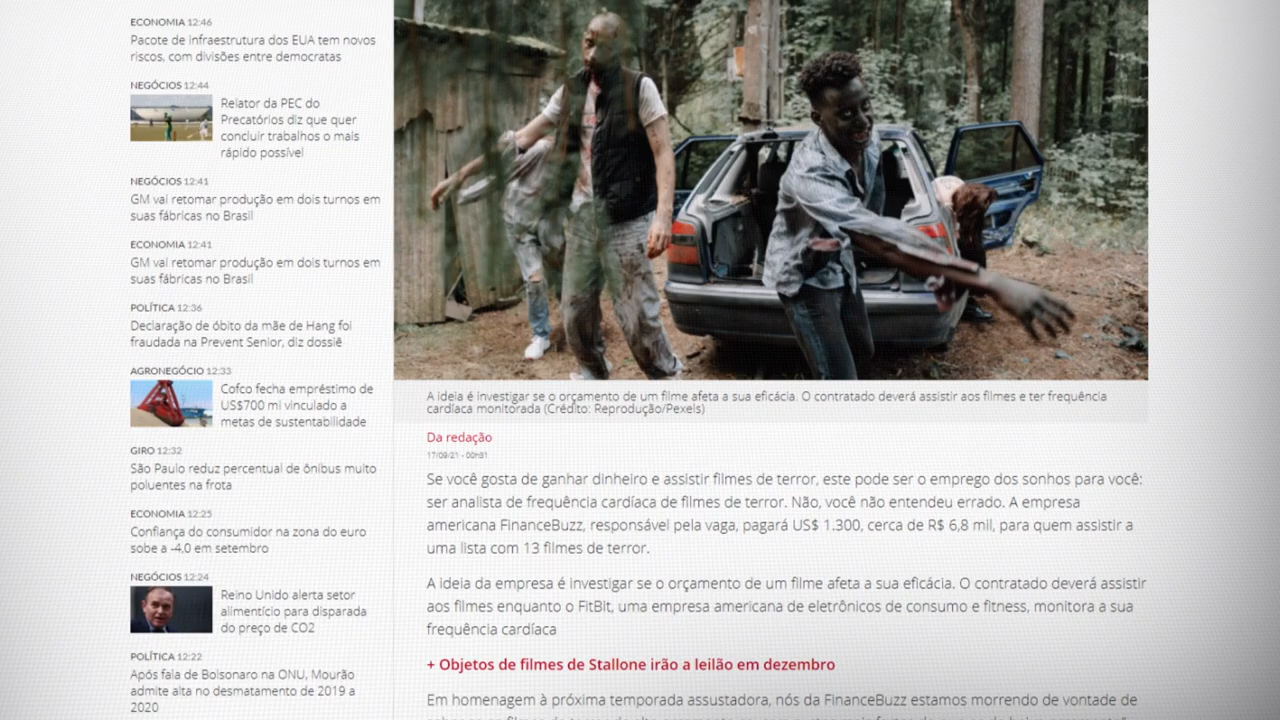 ECONOMIA 12:46
Pacote de infraestrutura dos EUA tem novos
riscos, com divisões entre democratas
NEGÓCIOS 12:44
Relator da PEC do
Precatórios diz que quer
concluir trabalhos o mais
rápido possível
NEGÓCIOS 12:41
GM vai retomar produção em dois turnos em
suas fábricas no Brasil
ECONOMIA 12:41
GM vai retomar produção em dois turnos em
suas fábricas no Brasil
POLÍTICA 12:36
Declaração de óbito da mãe de Hang foi
fraudada na Prevent Senior, diz dossiê
AGRONEGÓCIO 12:33
Cofco fecha empréstimo de
US$700 mi vinculado a
metas de sustentabilidade
GIRO 12:32
São Paulo reduz percentual de ônibus muito
poluentes na frota
ECONOMIA 12:25
Confiança do consumidor na zona do euro
sobe a -4,0 em setembro
NEGÓCIOS 12:24
Reino Unido alerta setor
alimentício para disparada
do preço de CO2
POLÍTICA 12:22
Após fala de Bolsonaro na ONU, Mourão
admite alta no desmatamento de 2019 a
2020
A ideia é investigar se o orçamento de um filme afeta a sua eficácia. O contratado deverá assistir aos filmes e ter frequência
cardíaca monitorada (Crédito: Reprodução/Pexels)
Da redação
17/09/21 - 00h31
Se você gosta de ganhar dinheiro e assistir filmes de terror, este pode ser o emprego dos sonhos para você:
ser analista de frequência cardíaca de filmes de terror. Não, você não entendeu errado. A empresa
americana FinanceBuzz, responsável pela vaga, pagará US$ 1.300, cerca de R$ 6,8 mil, para quem assistir a
uma lista com 13 filmes de terror.
A ideia da empresa é investigar se o orçamento de um filme afeta a sua eficácia. O contratado deverá assistir
aos filmes enquanto o FitBit, uma empresa americana de eletrônicos de consumo e fitness, monitora a sua
frequência cardíaca
+ Objetos de filmes de Stallone irão a leilão em dezembro
Em homenagem à próxima temporada assustadora, nós da FinanceBuzz estamos morrendo de vontade de